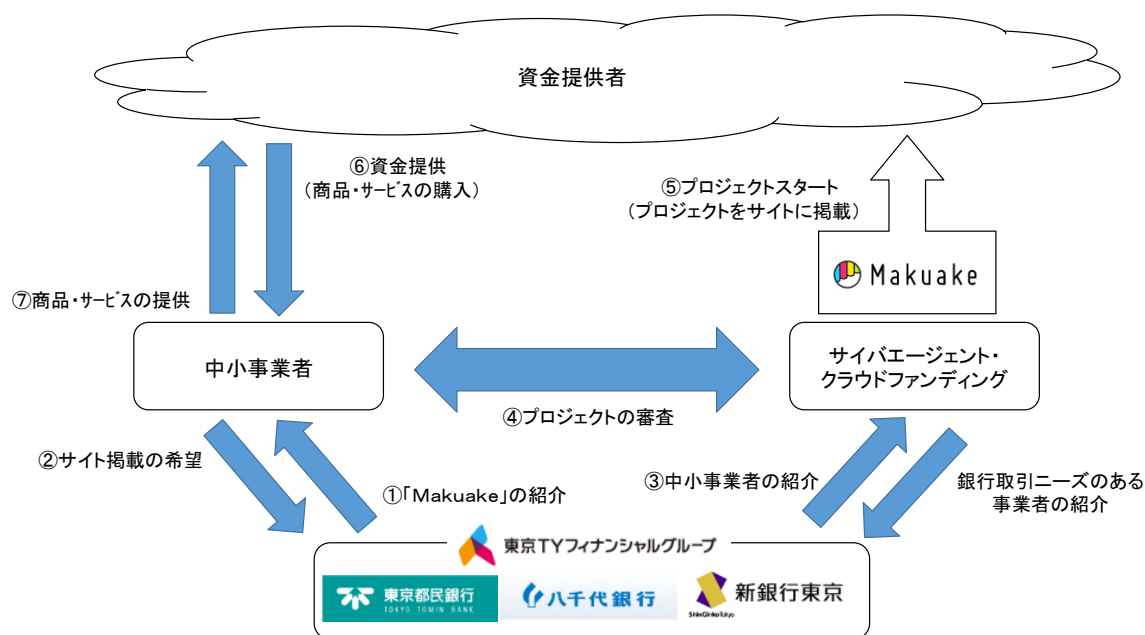 資金提供者
⑥資金提供
(商品・サービスの購入)
⑤プロジェクトスタート
(プロジェクトをサイトに掲載)
Makuake
⑦商品・サービスの提供
中小事業者
サイバエージェント・
クラウドファンディング
④プロジェクトの審査
②サイト掲載の希望
①「Makuake」の紹介
③中小事業者の紹介
銀行取引ニーズのある
事業者の紹介
東京TYフィナンシャルグループ
東京都民銀行
TOKYO TOMIN BANK
八千代銀行
新銀行東京
ShinGinkoTokyo